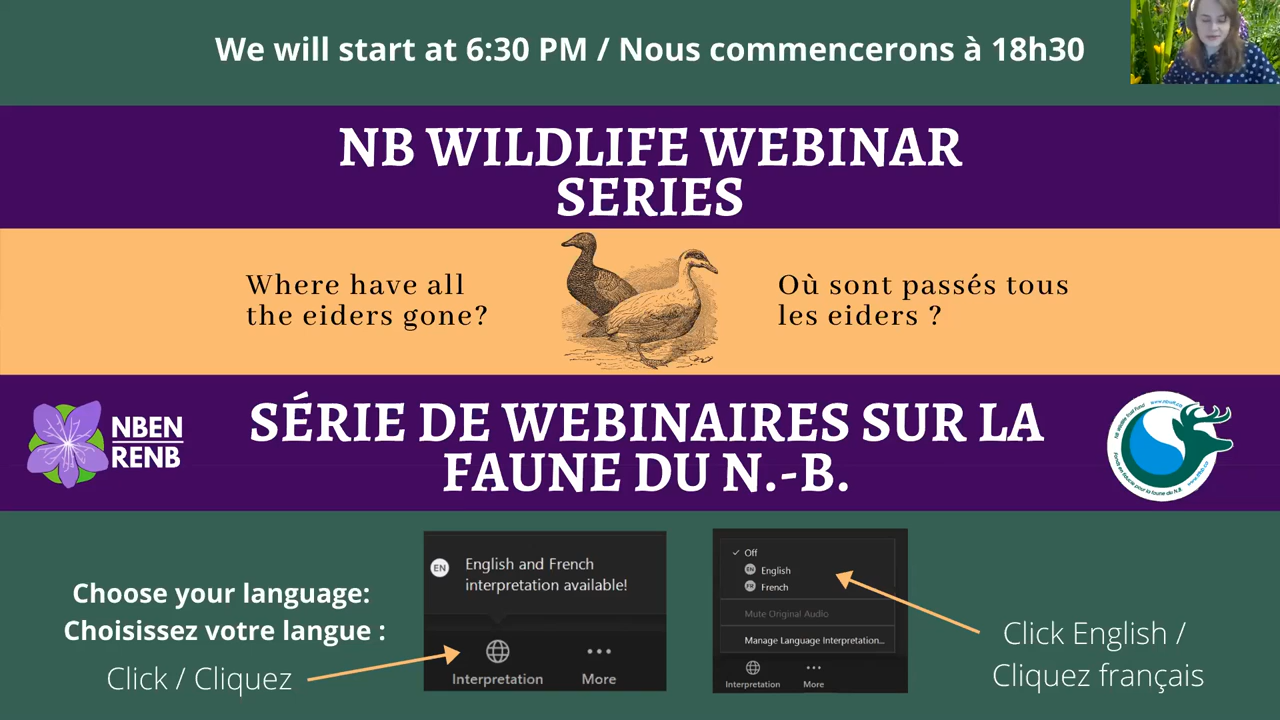 We will start at 6:30 PM / Nous commencerons à 18h30
NB WILDLIFE WEBINAR
SERIES
Where have all
the eiders gone?
Où sont passés tous
les eiders ?
NBEN
RENB
SÉRIE DE WEBINAIRES SUR LA
FAUNE DU N.-B.
Choose your language:
Choisissez votre langue :
Click / Cliquez
EN
English and French
interpretation available!
Interpretation
More
Off
EN English
FR French
Mute Original Audio
Manage Language Interpretation...
Interpretation
More
Click English /
Cliquez français